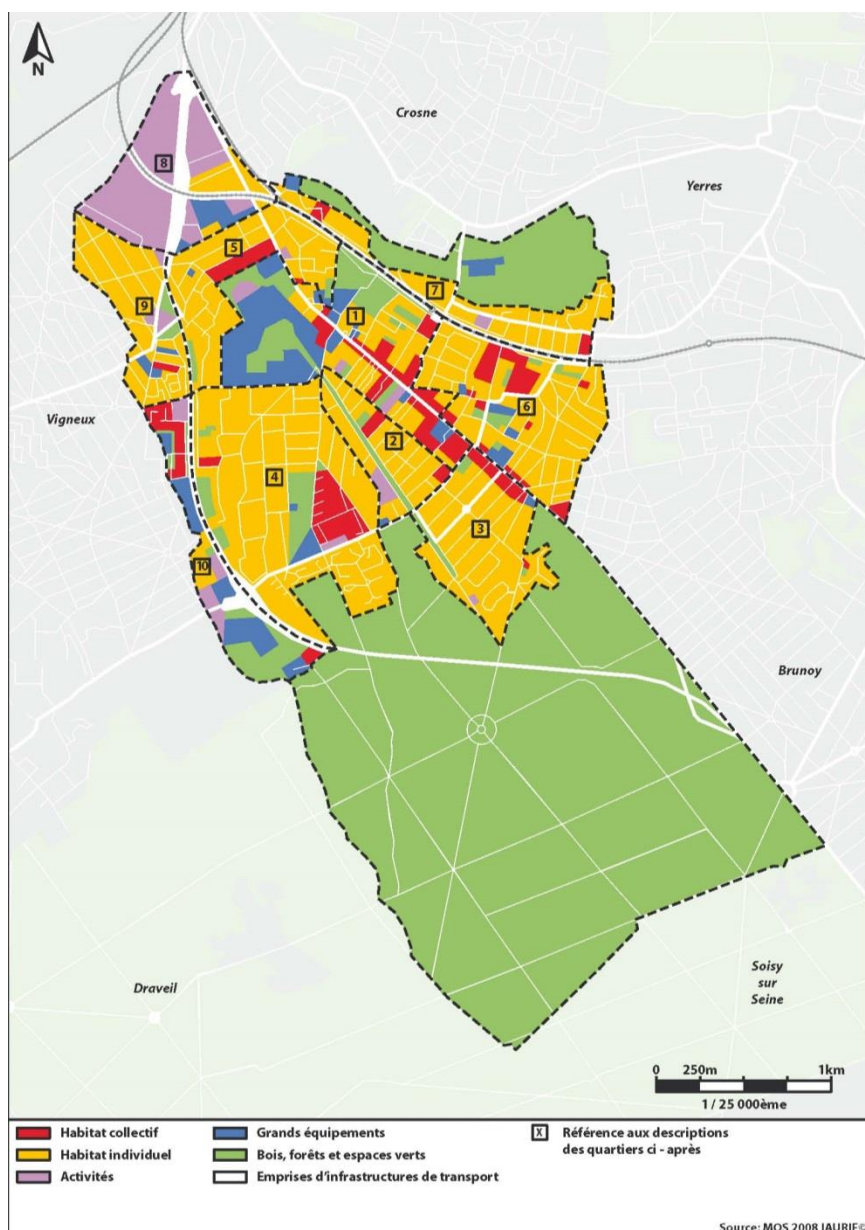 N
Crosne
8
Yerres
5
7
9
1
Vigneux
6
2
4
3
10
Brunoy
Draveil
Soisy
sur
Seine
0 250m 1km
1 / 25 000ème
Habitat collectif
Habitat individuel
Activités
Grands équipements
Bois, forêts et espaces verts
Emprises d'infrastructures de transport
X Référence aux descriptions
des quartiers ci - après
Source: MOS 2008 IAURIF©